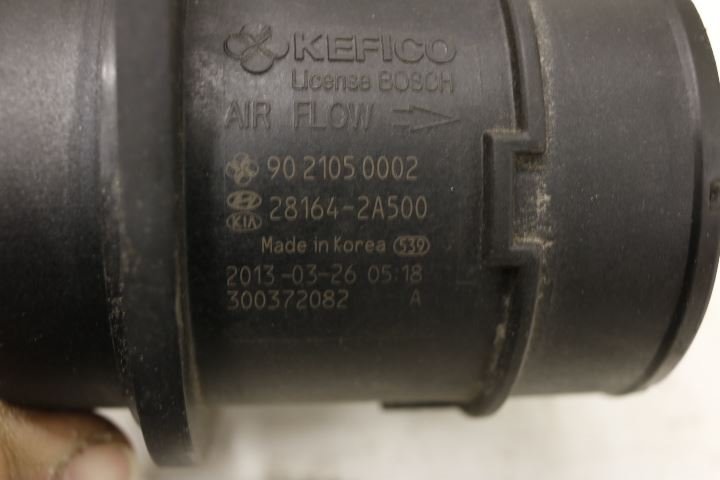 KEFICO
License BOSCH
AIR FLOW
90 2105 0002
28164-2A500
KIA
Made in Korea 539
2013-03-26 05:18
300372082 A